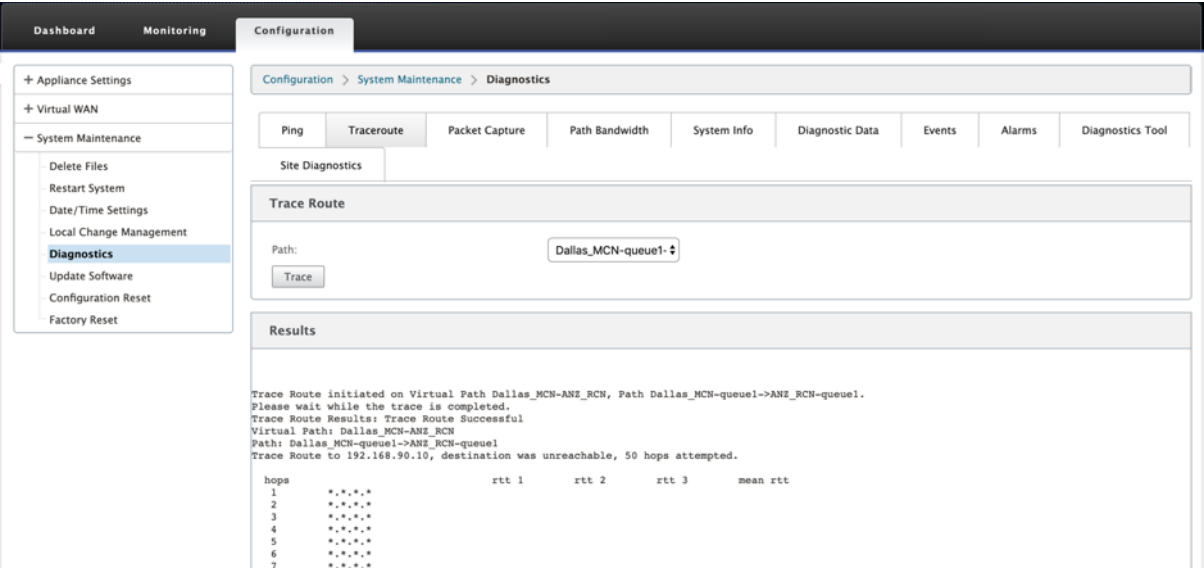 Dashboard Monitoring Configuration
+ Appliance Settings
+ Virtual WAN
− System Maintenance
Delete Files
Restart System
Date/Time Settings
Local Change Management
Diagnostics
Update Software
Configuration Reset
Factory Reset
Configuration > System Maintenance > Diagnostics
Ping Traceroute Packet Capture Path Bandwidth System Info Diagnostic Data Events Alarms Diagnostics Tool
Site Diagnostics
Trace Route
Path: Dallas_MCN-queue1-
Trace
Results
Trace Route initiated on Virtual Path Dallas_MCN-ANZ_RCN, Path Dallas_MCN-queue1->ANZ_RCN-queue1.
Please wait while the trace is completed.
Trace Route Results: Trace Route Successful
Virtual Path: Dallas_MCN-ANZ_RCN
Path: Dallas_MCN-queue1->ANZ_RCN-queue1
Trace Route to 192.168.90.10, destination was unreachable, 50 hops attempted.
hops rtt 1 rtt 2 rtt 3 mean rtt
1 *.*.*.*
2 *.*.*.*
3 *.*.*.*
4 *.*.*.*
5 *.*.*.*
6 *.*.*.*
7 *.*.*.*